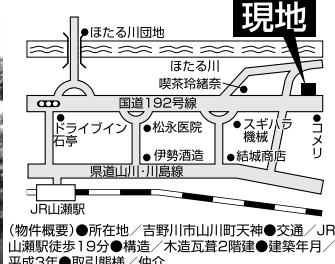 現地
ほたる川団地
ほたる川
喫茶玲緒奈
国道192号線
ドライブイン
石亭
松永医院
スギハラ
機械
コメリ
伊勢酒造
結城商店
県道山川・川島線
JR山瀬駅
(物件概要)●所在地／吉野川市山川町天神●交通／JR
山瀬駅徒歩19分●構造／木造瓦葺2階建●建築年月／
平成3年●取引態様／仲介